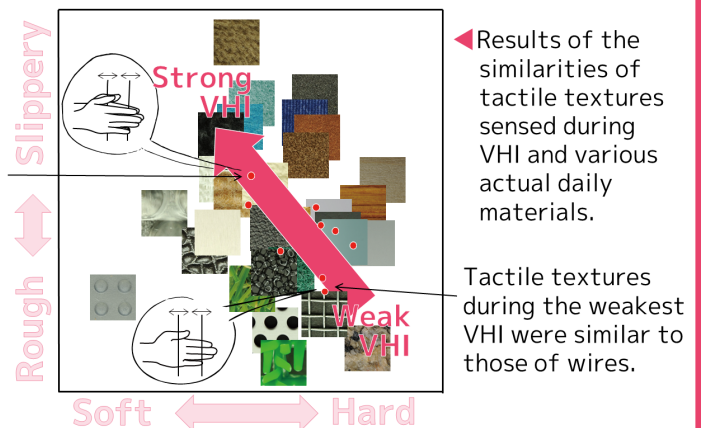 Slippery
Rough
Strong
VHI
Weak
VHI
Soft
Hard
Results of the
similarities of
tactile textures
sensed during
VHI and various
actual daily
materials.
Tactile textures
during the weakest
VHI were similar to
those of wires.